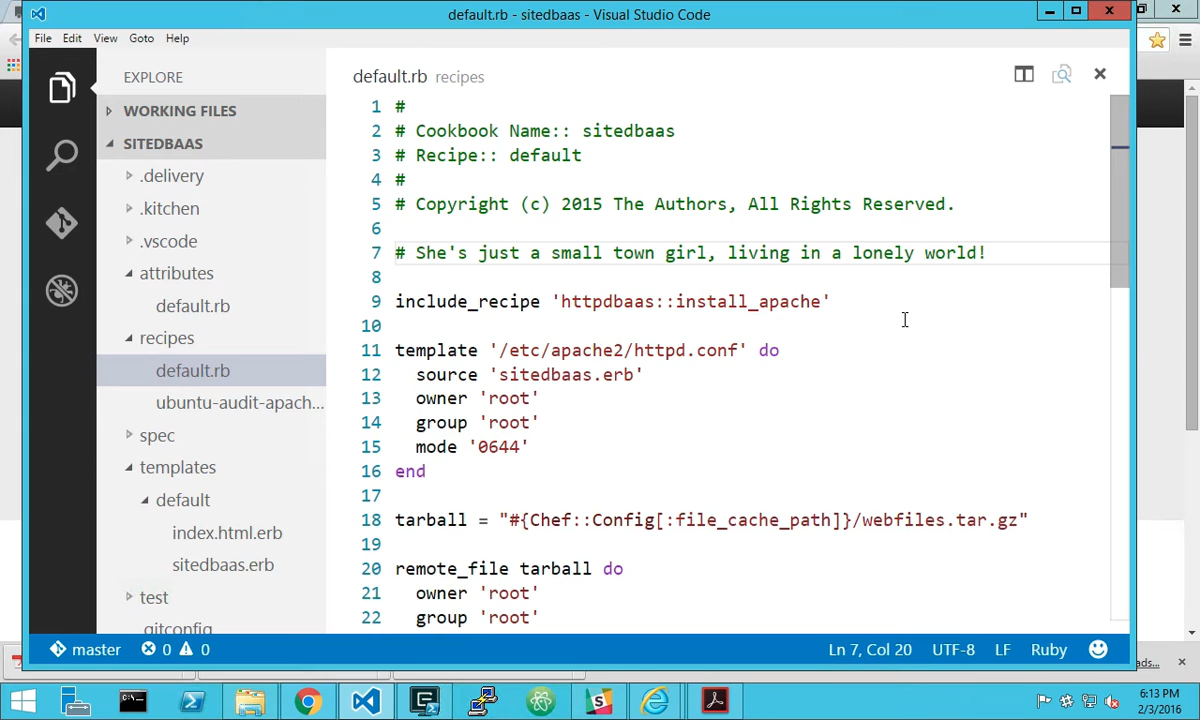 default.rb - sitedbaas - Visual Studio Code
File Edit View Goto Help
EXPLORE
WORKING FILES
SITEDBAAS
.delivery
.kitchen
.vscode
attributes
default.rb
recipes
default.rb
ubuntu-audit-apach...
spec
templates
default
index.html.erb
sitedbaas.erb
test
.gitconfig
default.rb recipes
1 #
2 # Cookbook Name:: sitedbaas
3 # Recipe:: default
4 #
5 # Copyright (c) 2015 The Authors, All Rights Reserved.
6
7 # She's just a small town girl, living in a lonely world!
8
9 include_recipe 'httpdbaas::install_apache'
10
11 template '/etc/apache2/httpd.conf' do
12 source 'sitedbaas.erb'
13 owner 'root'
14 group 'root'
15 mode '0644'
16 end
17
18 tarball = "#{Chef::Config[:file_cache_path]}/webfiles.tar.gz"
19
20 remote_file tarball do
21 owner 'root'
22 group 'root'
master 0 0 Ln 7, Col 20 UTF-8 LF Ruby
ads...
6:13 PM
2/3/2016